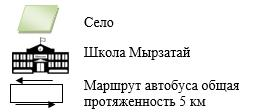 Село
Школа Мырзатай
Маршрут автобуса общая
протяженность 5 км